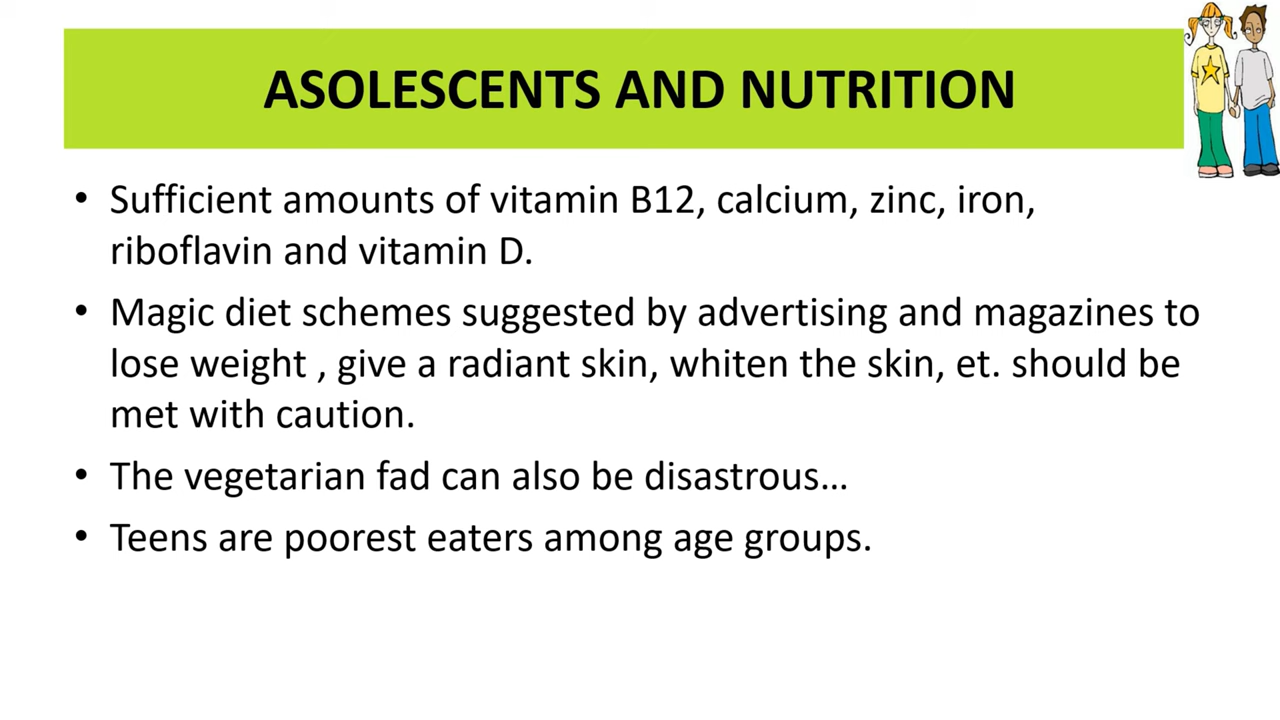 ASOLESCENTS AND NUTRITION
• Sufficient amounts of vitamin B12, calcium, zinc, iron,
riboflavin and vitamin D.
• Magic diet schemes suggested by advertising and magazines to
lose weight , give a radiant skin, whiten the skin, et. should be
met with caution.
• The vegetarian fad can also be disastrous...
• Teens are poorest eaters among age groups.